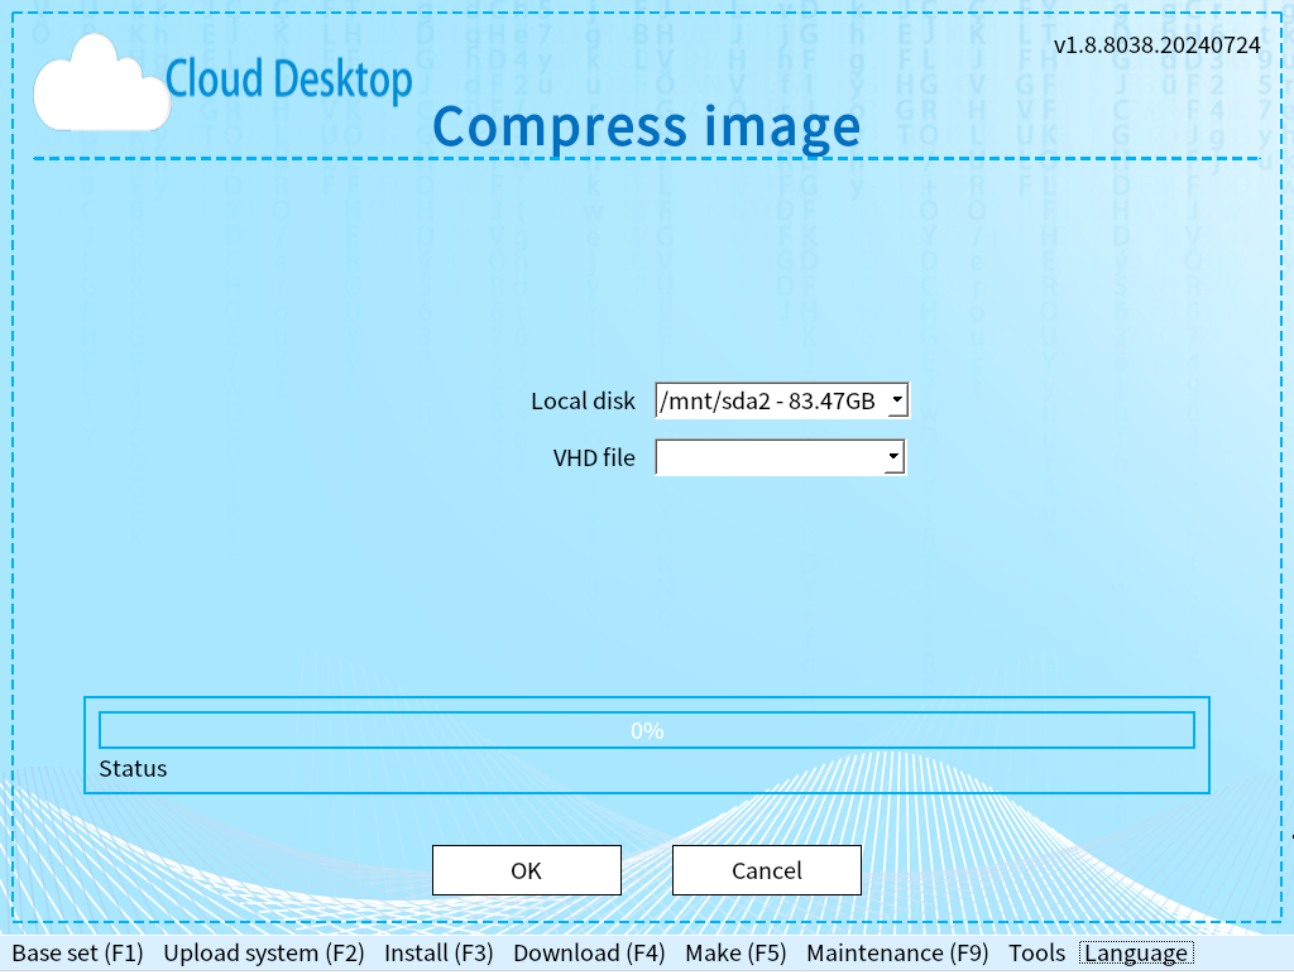 v1.8.8038.20240724
Cloud Desktop
Compress image
Local disk /mnt/sda2 - 83.47GB
VHD file
0%
Status
OK Cancel
Base set (F1) Upload system (F2) Install (F3) Download (F4) Make (F5) Maintenance (F9) Tools Language